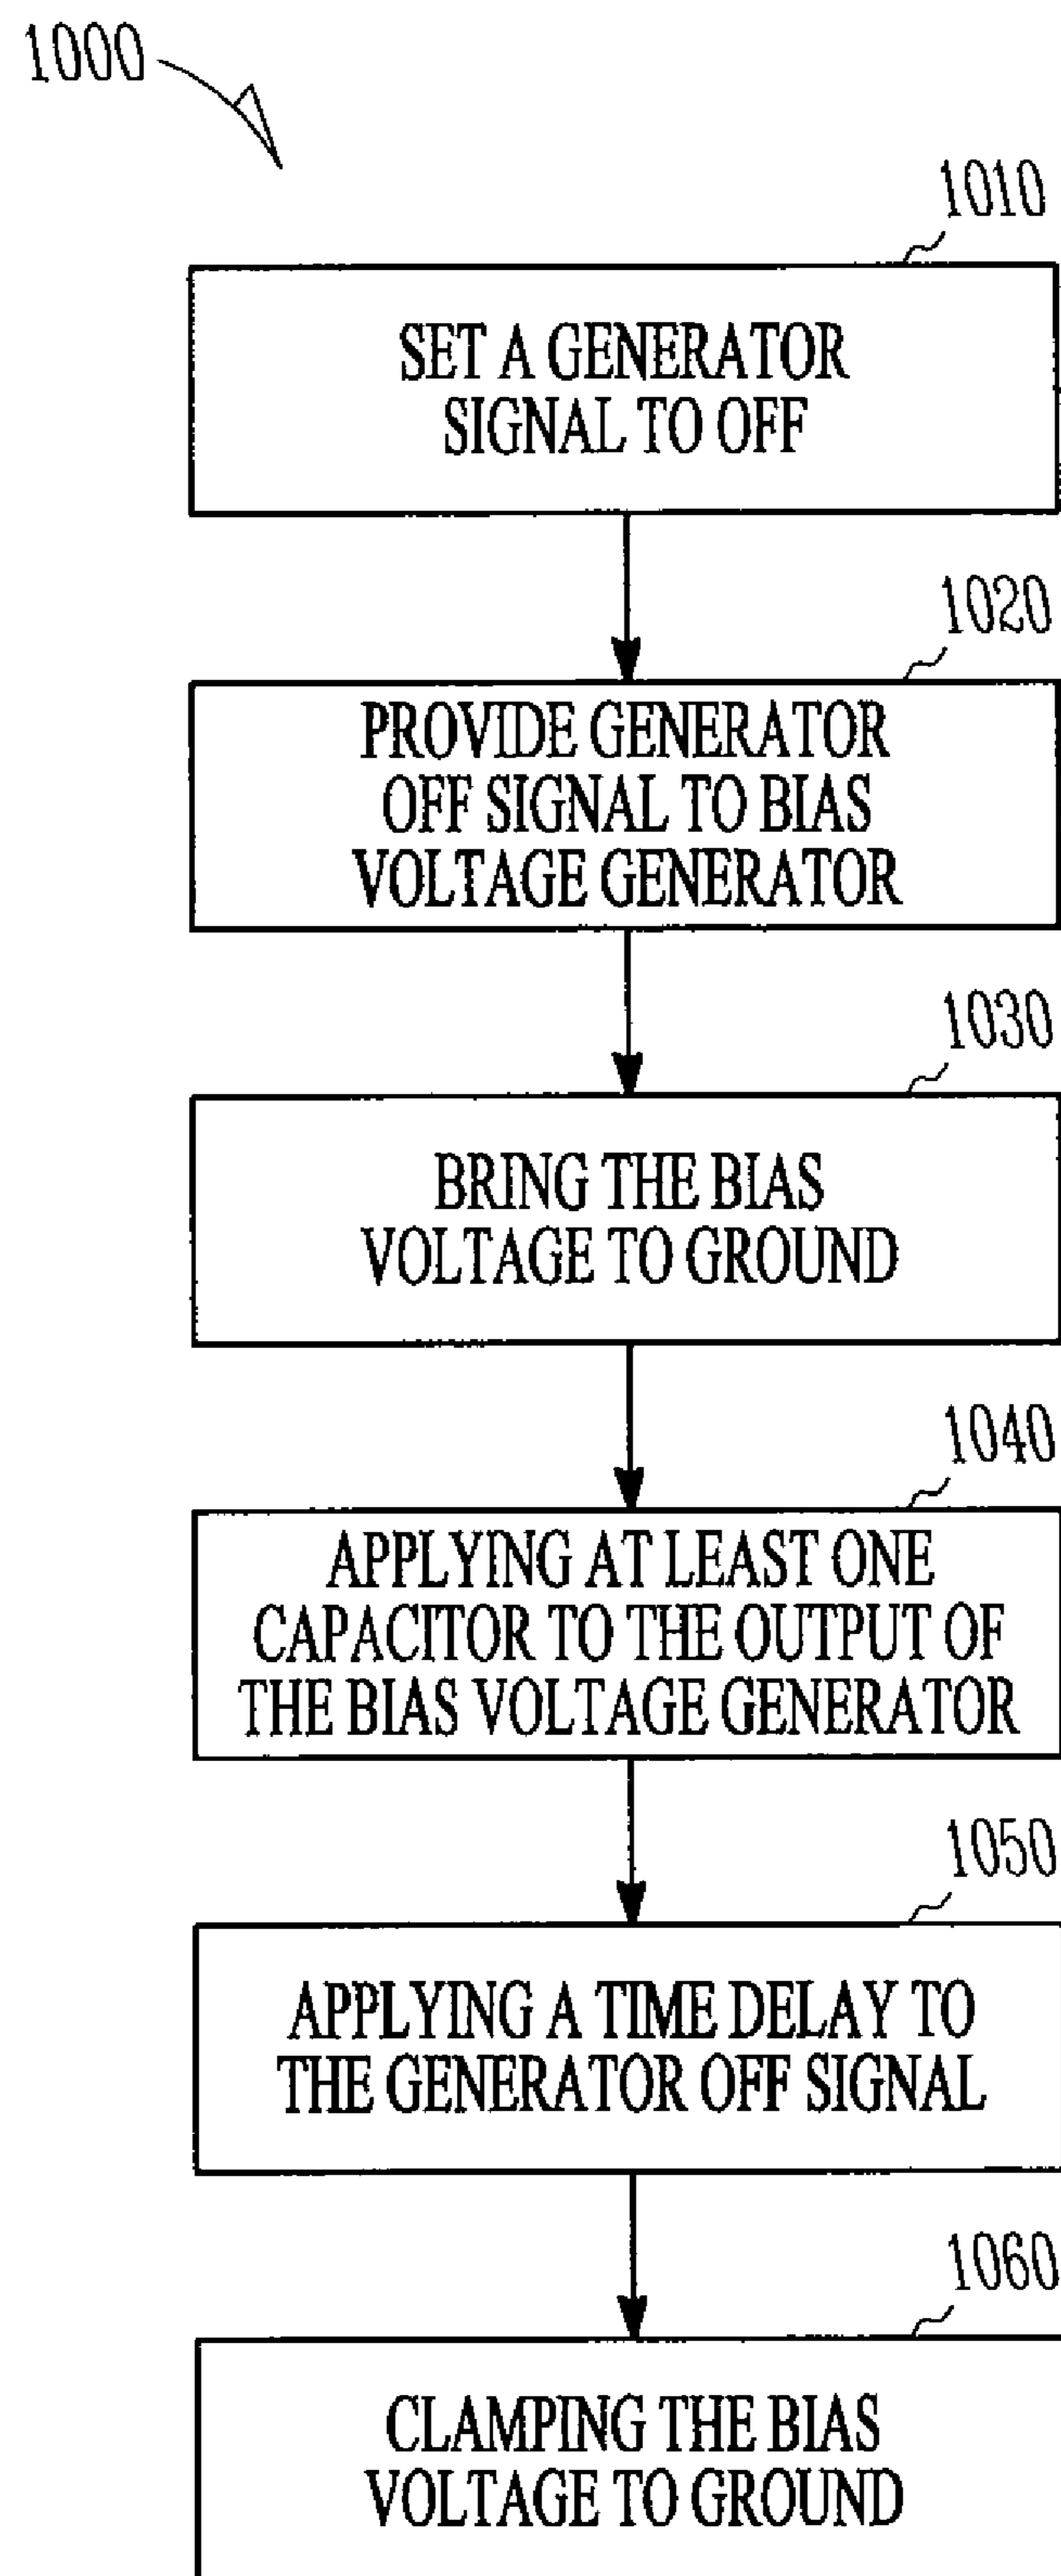 1000
1010
SET A GENERATOR
SIGNAL TO OFF
1020
PROVIDE GENERATOR
OFF SIGNAL TO BIAS
VOLTAGE GENERATOR
1030
BRING THE BIAS
VOLTAGE TO GROUND
1040
APPLYING AT LEAST ONE
CAPACITOR TO THE OUTPUT OF
THE BIAS VOLTAGE GENERATOR
1050
APPLYING A TIME DELAY TO
THE GENERATOR OFF SIGNAL
1060
CLAMPING THE BIAS
VOLTAGE TO GROUND